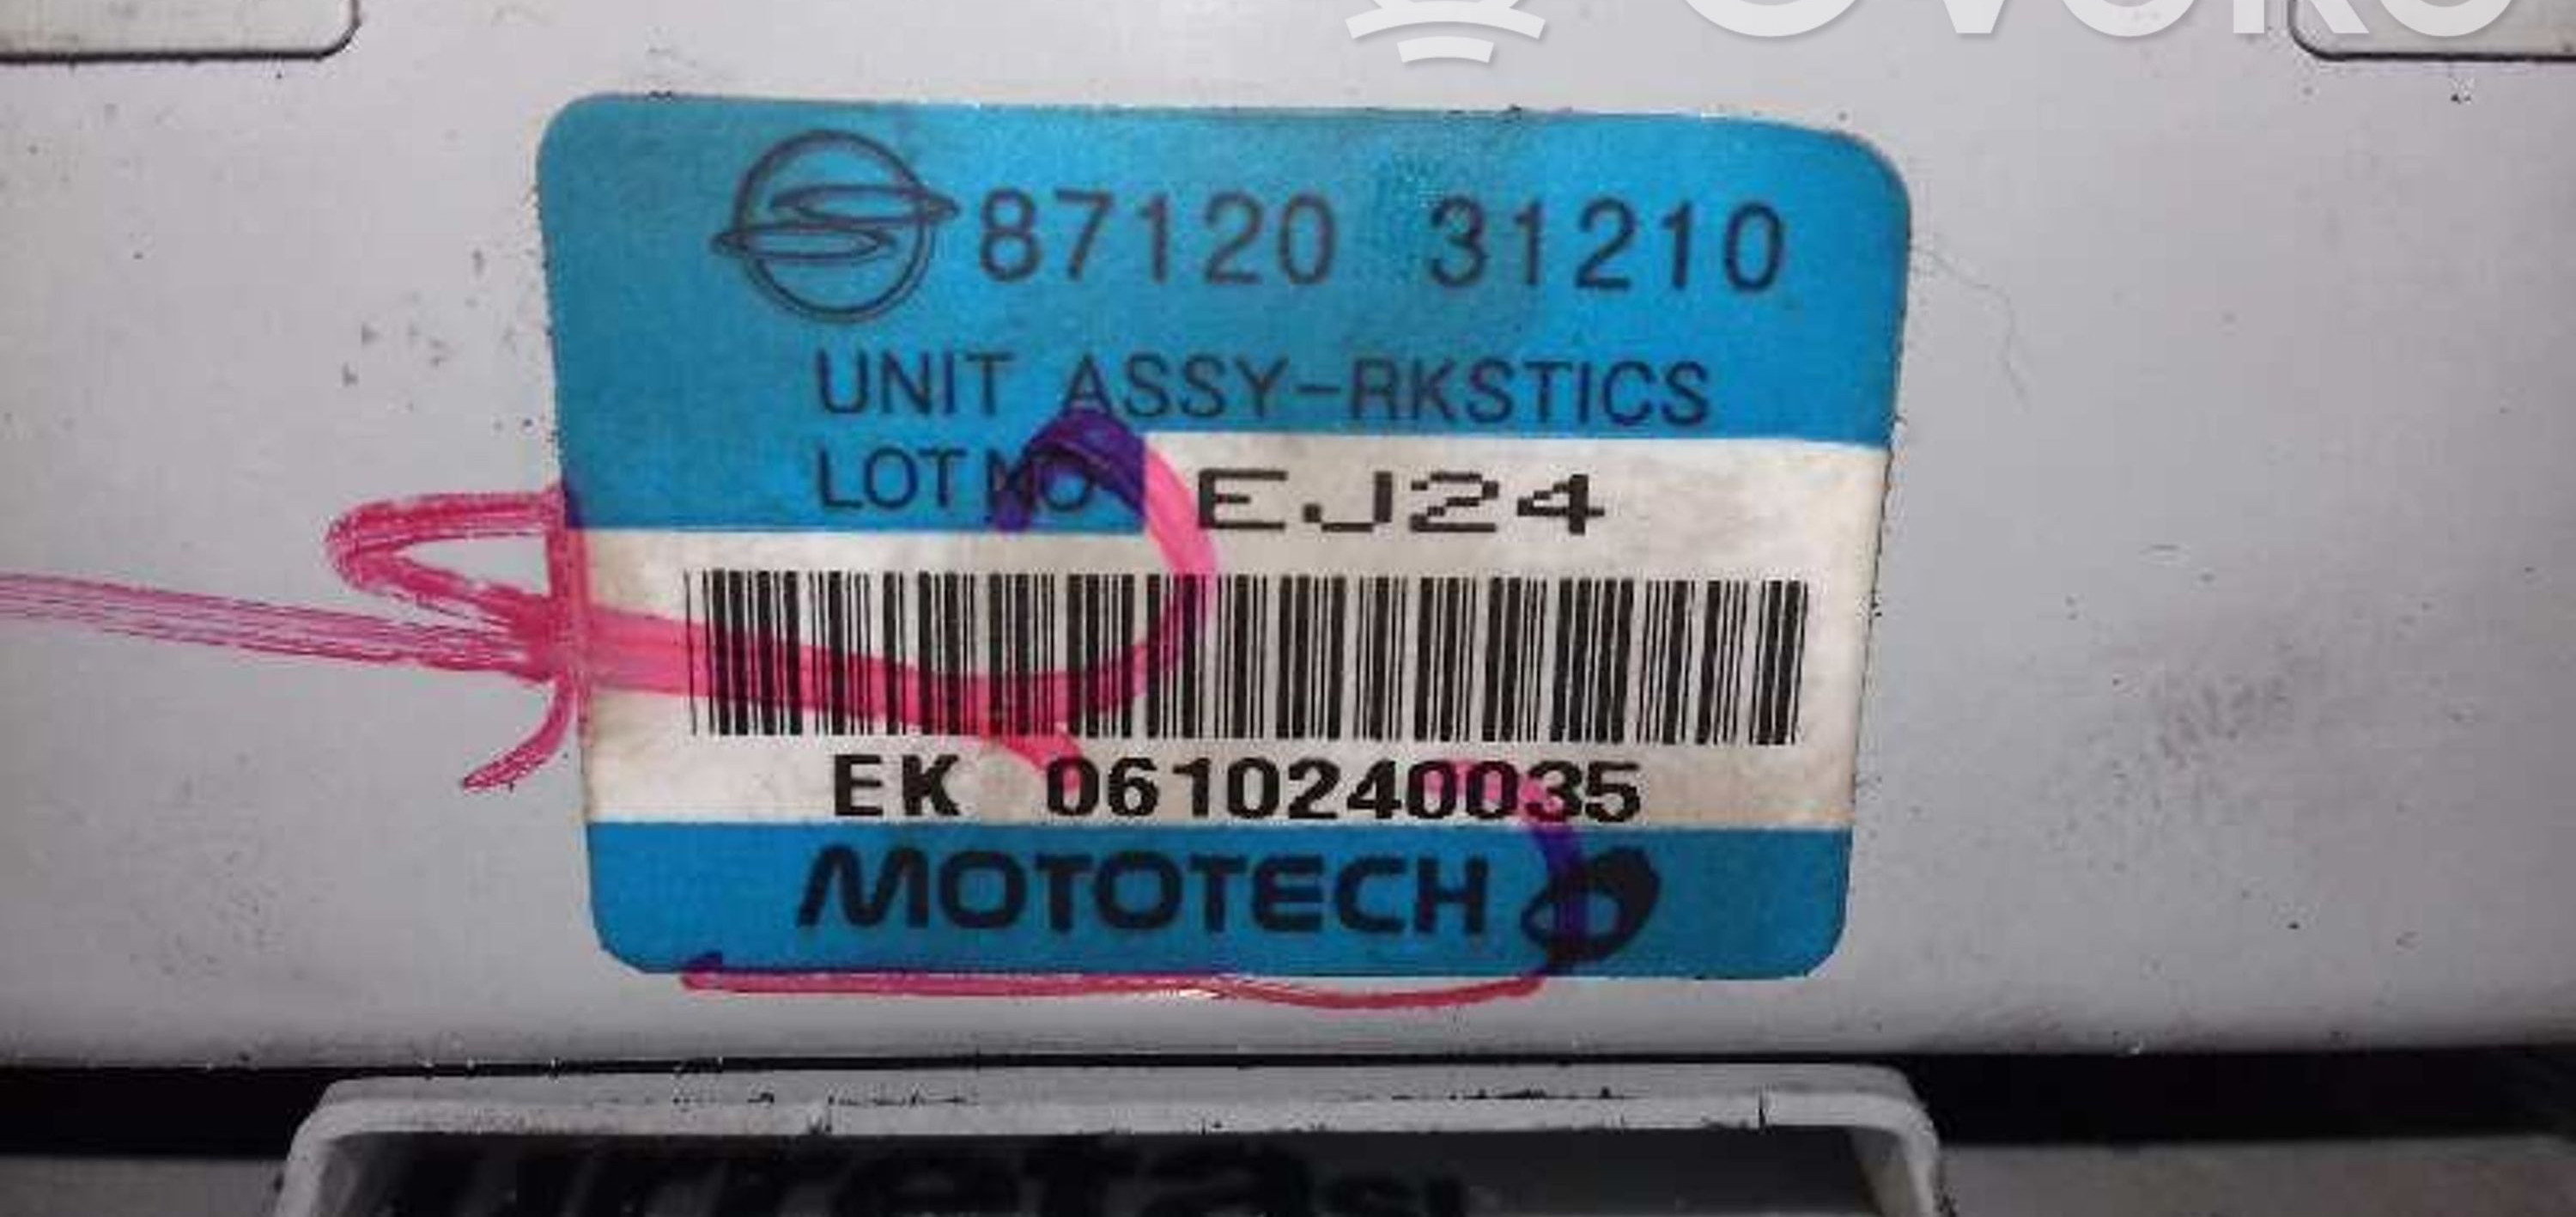 87120 31210
UNIT ASSY-RKSTICS
LOT NO EJ24
EK 0610240035
MOTOTECH